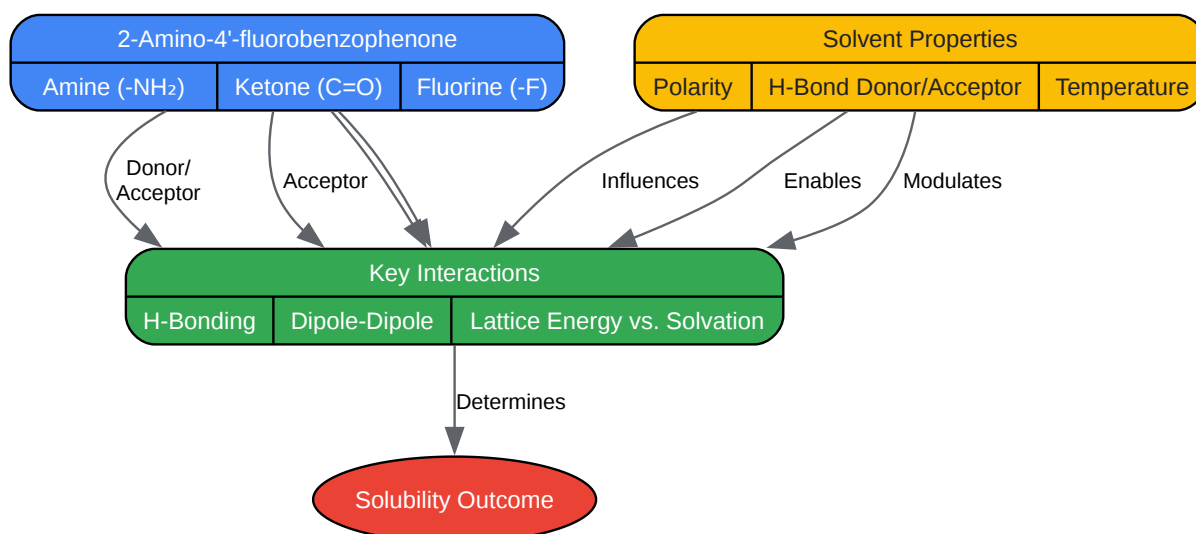 2-Amino-4'-fluorobenzophenone
Amine (-NH₂)
Ketone (C=O)
Fluorine (-F)
Solvent Properties
Polarity
H-Bond Donor/Acceptor
Temperature
Donor/
Acceptor
Acceptor
Influences
Enables
Modulates
Key Interactions
H-Bonding
Dipole-Dipole
Lattice Energy vs. Solvation
Determines
Solubility Outcome